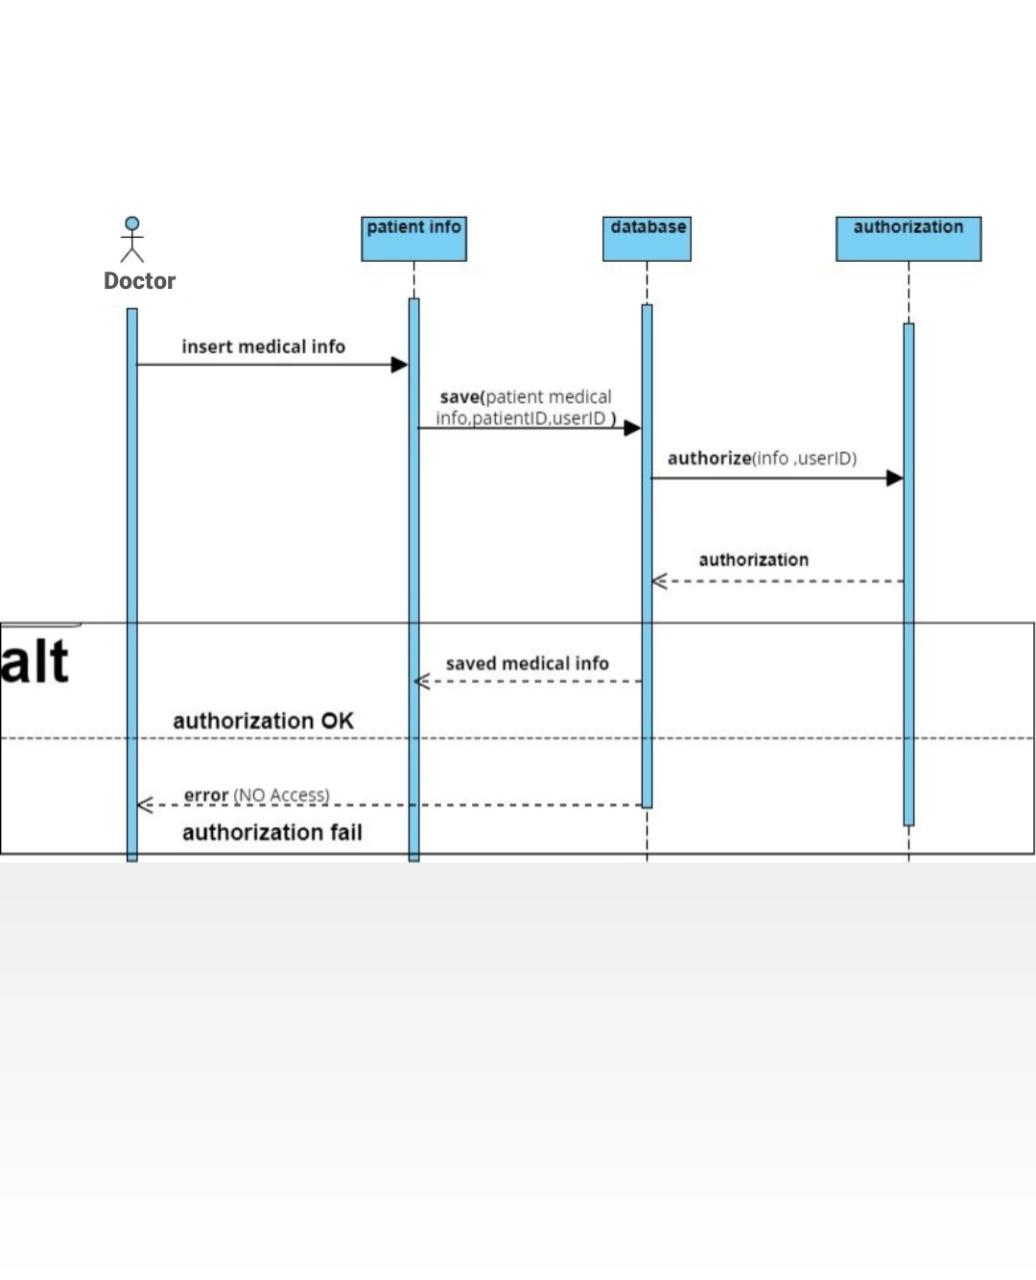 patient info
database
authorization
Doctor
insert medical info
save(patient medical
info,patientID,userID )
authorize(info ,userID)
authorization
alt
saved medical info
authorization OK
error (NO Access)
authorization fail